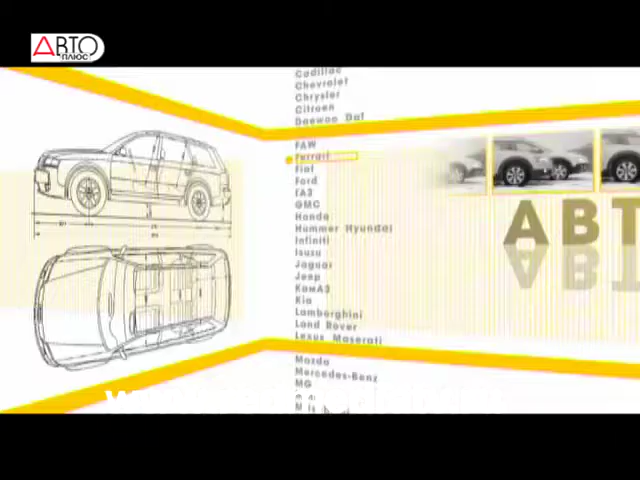 АВТО
ПЛЮС
Cadillac
Chevrolet
Chrysler
Citroen
Daewoo Daf
FAW
Ferrari
Fiat
Ford
ГАЗ
GMC
Honda
Hummer Hyundai
Infiniti
Isuzu
Jaguar
Jeep
КамАЗ
Kia
Lamborghini
Land Rover
Lexus Maserati
Mazda
Mercedes-Benz
MG
АВТ